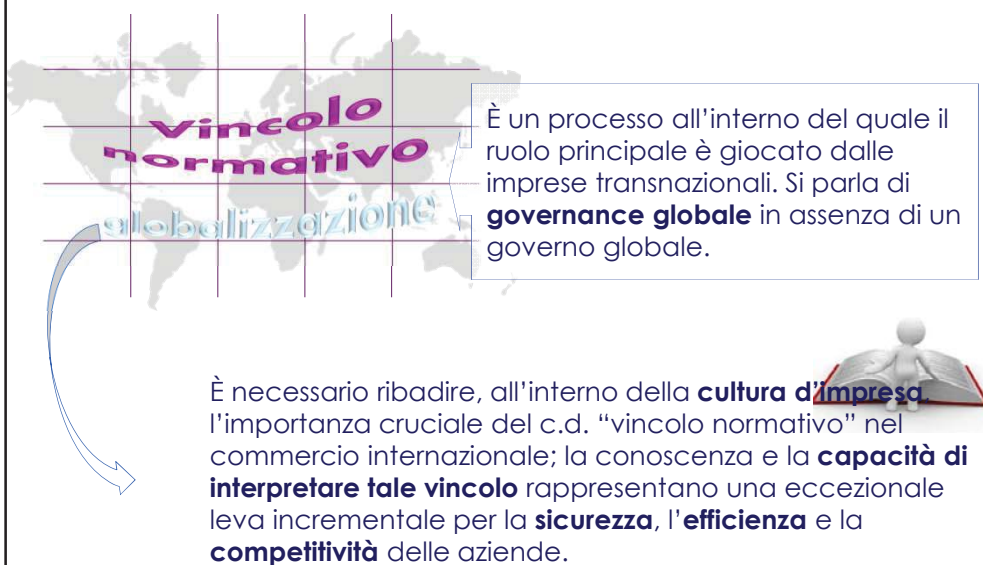 Vincolo
normativo
globalizzazione
È un processo all’interno del quale il
ruolo principale è giocato dalle
imprese transnazionali. Si parla di
governance globale in assenza di un
governo globale.
È necessario ribadire, all’interno della cultura d’impresa,
l’importanza cruciale del c.d. “vincolo normativo” nel
commercio internazionale; la conoscenza e la capacità di
interpretare tale vincolo rappresentano una eccezionale
leva incrementale per la sicurezza, l’efficienza e la
competitività delle aziende.